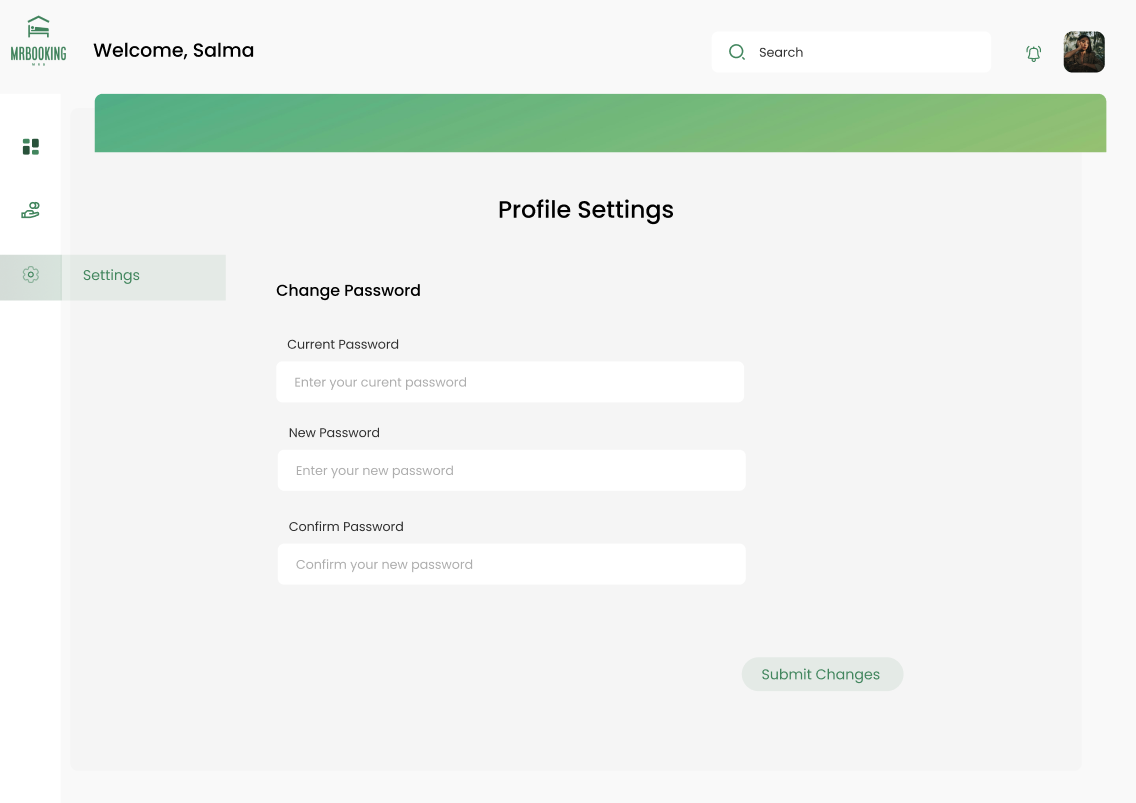 MRBOOKING
Welcome, Salma
Search
Profile Settings
Settings
Change Password
Current Password
Enter your curent password
New Password
Enter your new password
Confirm Password
Confirm your new password
Submit Changes